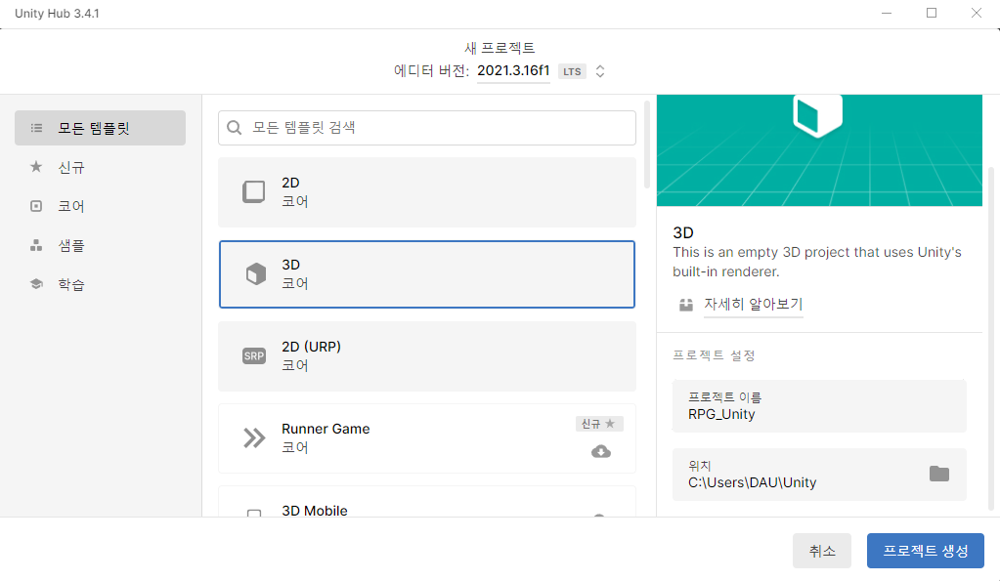 Unity Hub 3.4.1
새 프로젝트
에디터 버전: 2021.3.16f1 LTS
모든 템플릿
신규
코어
샘플
학습
모든 템플릿 검색
2D
코어
3D
코어
SRP
2D (URP)
코어
Runner Game
코어
신규
3D Mobile
3D
This is an empty 3D project that uses Unity's
built-in renderer.
자세히 알아보기
프로젝트 설정
프로젝트 이름
RPG_Unity
위치
C:\Users\DAU\Unity
취소
프로젝트 생성